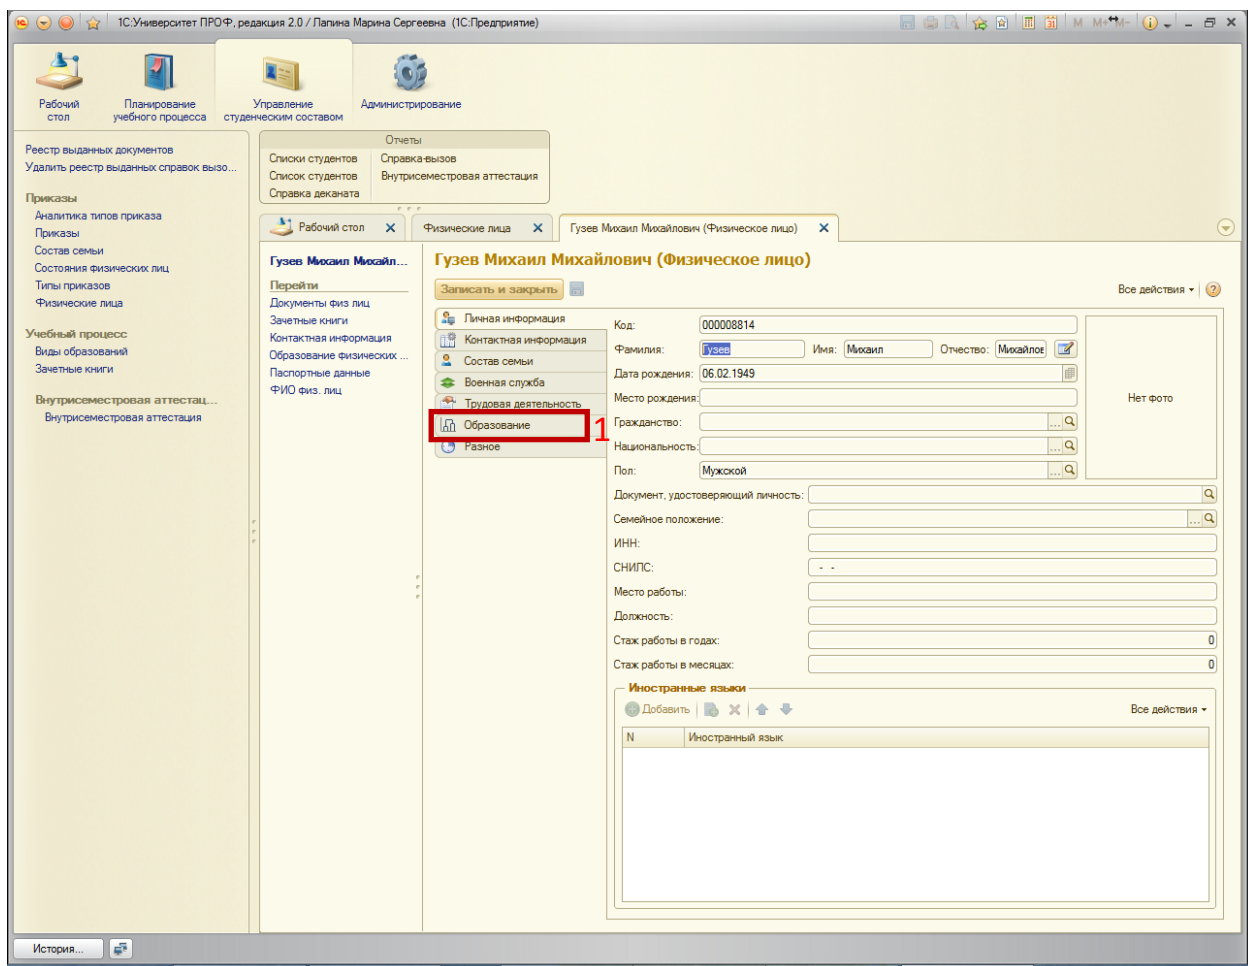 1С:Университет ПРОФ, редакция 2.0 / Лапина Марина Сергеевна (1С:Предприятие)
M M+ M-
Рабочий стол
Планирование учебного процесса
Управление студенческим составом
Администрирование
Реестр выданных документов
Удалить реестр выданных справок вызо...
Приказы
Аналитика типов приказа
Приказы
Состав семьи
Состояния физических лиц
Типы приказов
Физические лица
Учебный процесс
Виды образований
Зачетные книги
Внутрисеместровая аттестац...
Внутрисеместровая аттестация
Отчеты
Списки студентов
Справка-вызов
Список студентов
Внутрисеместровая аттестация
Справка деканата
Рабочий стол
Физические лица
Гузев Михаил Михайлович (Физическое лицо)
Гузев Михаил Михайл...
Перейти
Документы физ лиц
Зачетные книги
Контактная информация
Образование физических ...
Паспортные данные
ФИО физ. лиц
Гузев Михаил Михайлович (Физическое лицо)
Записать и закрыть
Все действия
Личная информация
Контактная информация
Состав семьи
Военная служба
Трудовая деятельность
Образование
1
Разное
Код: 000008814
Фамилия: Гузев Имя: Михаил Отчество: Михайлов
Дата рождения: 06.02.1949
Место рождения:
Гражданство: ...
Национальность: ...
Пол: Мужской ...
Нет фото
Документ, удостоверяющий личность:
Семейное положение: ...
ИНН:
СНИЛС: - -
Место работы:
Должность:
Стаж работы в годах: 0
Стаж работы в месяцах: 0
Иностранные языки
Добавить
Все действия
N Иностранный язык
История...